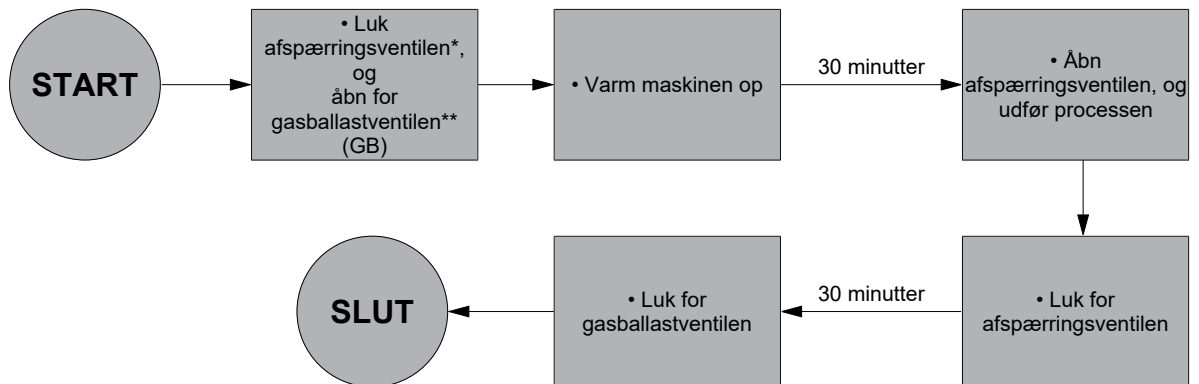 START
• Luk
afspærringsventilen*,
og
åbn for
gasballastventilen**
(GB)
• Varm maskinen op
30 minutter
• Åbn
afspærringsventilen, og
udfør processen
• Luk for
afspærringsventilen
30 minutter
• Luk for
gasballastventilen
SLUT